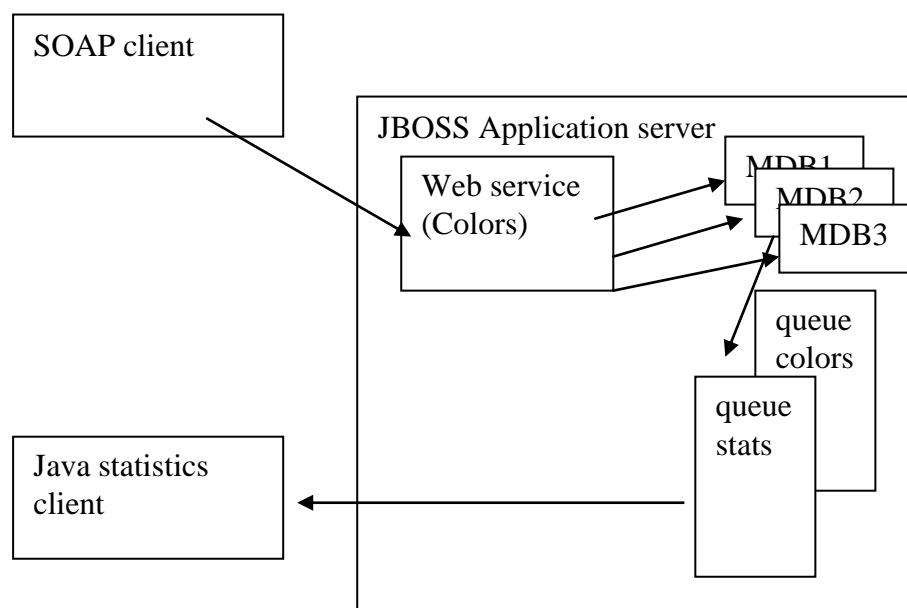 SOAP client
JBOSS Application server
Web service
(Colors)
MDB1
MDB2
MDB3
queue
colors
queue
stats
Java statistics
client